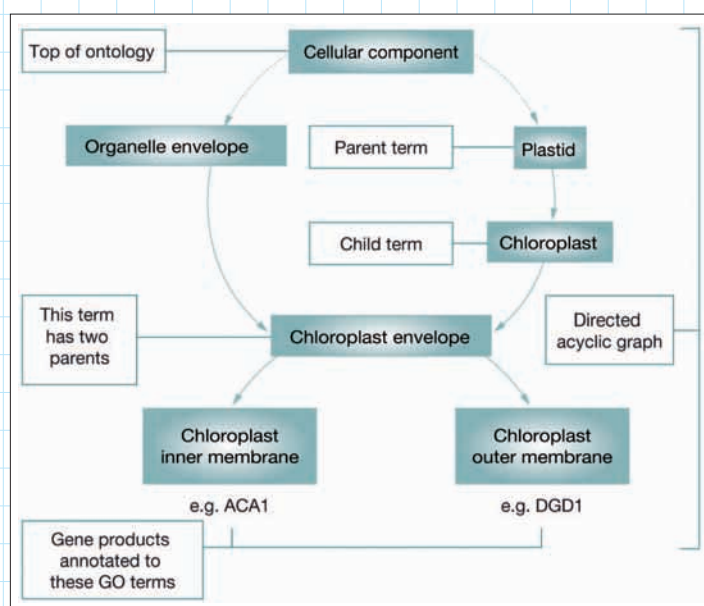 Top of ontology
Cellular component
Organelle envelope
Parent term
Plastid
Child term
Chloroplast
This term
has two
parents
Chloroplast envelope
Directed
acyclic graph
Chloroplast
inner membrane
Chloroplast
outer membrane
e.g. ACA1
e.g. DGD1
Gene products
annotated to
these GO terms